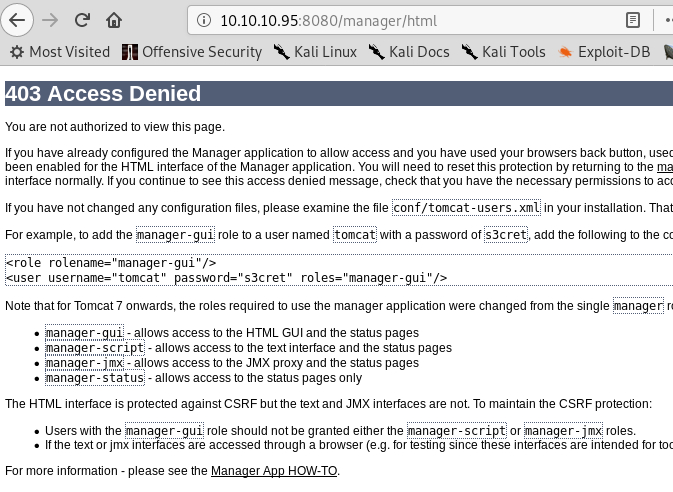 10.10.10.95:8080/manager/html
Most Visited Offensive Security Kali Linux Kali Docs Kali Tools Exploit-DB
403 Access Denied
You are not authorized to view this page.
If you have already configured the Manager application to allow access and you have used your browsers back button, used
been enabled for the HTML interface of the Manager application. You will need to reset this protection by returning to the ma
interface normally. If you continue to see this access denied message, check that you have the necessary permissions to acc
If you have not changed any configuration files, please examine the file conf/tomcat-users.xml in your installation. That
For example, to add the manager-gui role to a user named tomcat with a password of s3cret, add the following to the co
<role rolename="manager-gui"/>
<user username="tomcat" password="s3cret" roles="manager-gui"/>
Note that for Tomcat 7 onwards, the roles required to use the manager application were changed from the single manager ro
• manager-gui - allows access to the HTML GUI and the status pages
• manager-script - allows access to the text interface and the status pages
• manager-jmx - allows access to the JMX proxy and the status pages
• manager-status - allows access to the status pages only
The HTML interface is protected against CSRF but the text and JMX interfaces are not. To maintain the CSRF protection:
• Users with the manager-gui role should not be granted either the manager-script or manager-jmx roles.
• If the text or jmx interfaces are accessed through a browser (e.g. for testing since these interfaces are intended for too
For more information - please see the Manager App HOW-TO.